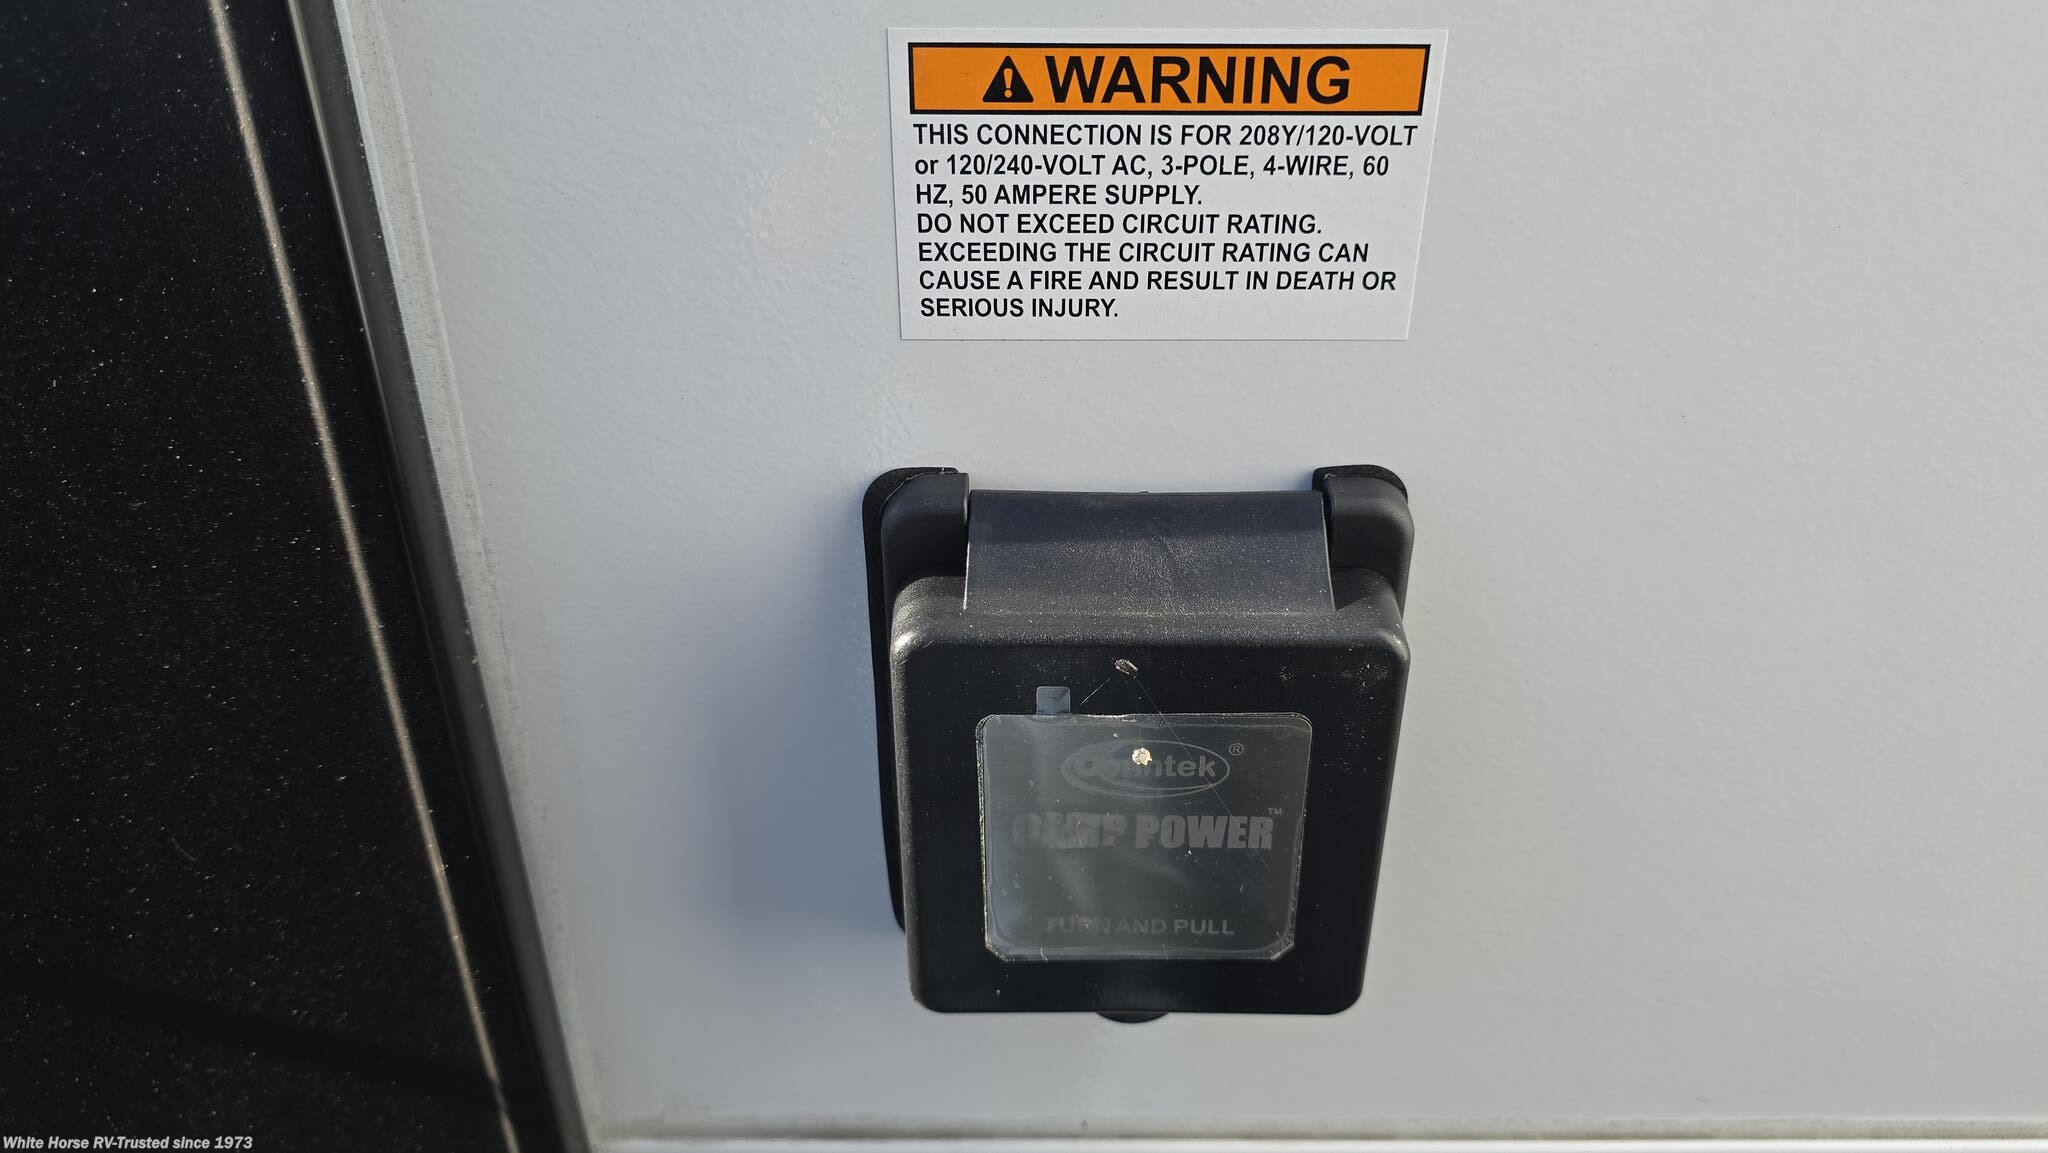 WARNING
THIS CONNECTION IS FOR 208Y/120-VOLT
or 120/240-VOLT AC, 3-POLE, 4-WIRE, 60
HZ, 50 AMPERE SUPPLY.
DO NOT EXCEED CIRCUIT RATING.
EXCEEDING THE CIRCUIT RATING CAN
CAUSE A FIRE AND RESULT IN DEATH OR
SERIOUS INJURY.
Conntek ®
CAMP POWER ™
TURN AND PULL
White Horse RV-Trusted since 1973